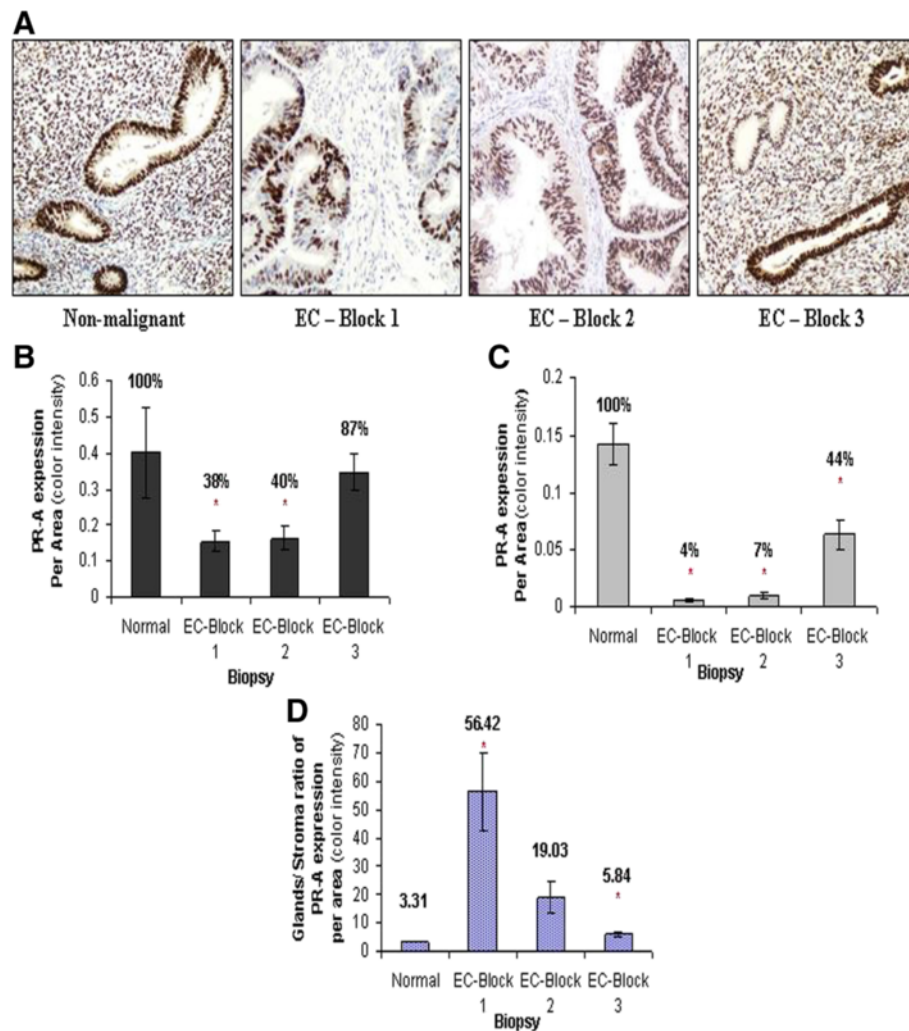 A
Non-malignant EC – Block 1 EC – Block 2 EC – Block 3
B
PR-A expession
Per Area (color intensity)
0.6
0.5
0.4
0.3
0.2
0.1
0
100%
38%
*
40%
*
87%
Normal EC-Block 1 EC-Block 2 EC-Block 3
Biopsy
C
PR-A expession
Per Area (color intensity)
0.2
0.15
0.1
0.05
0
100%
4%
*
7%
*
44%
*
Normal EC-Block 1 EC-Block 2 EC-Block 3
Biopsy
D
Glands/ Stroma ratio of
PR-A expression
per area (color intensity)
80
70
60
50
40
30
20
10
0
3.31
56.42
*
19.03
5.84
*
Normal EC-Block 1 EC-Block 2 EC-Block 3
Biopsy